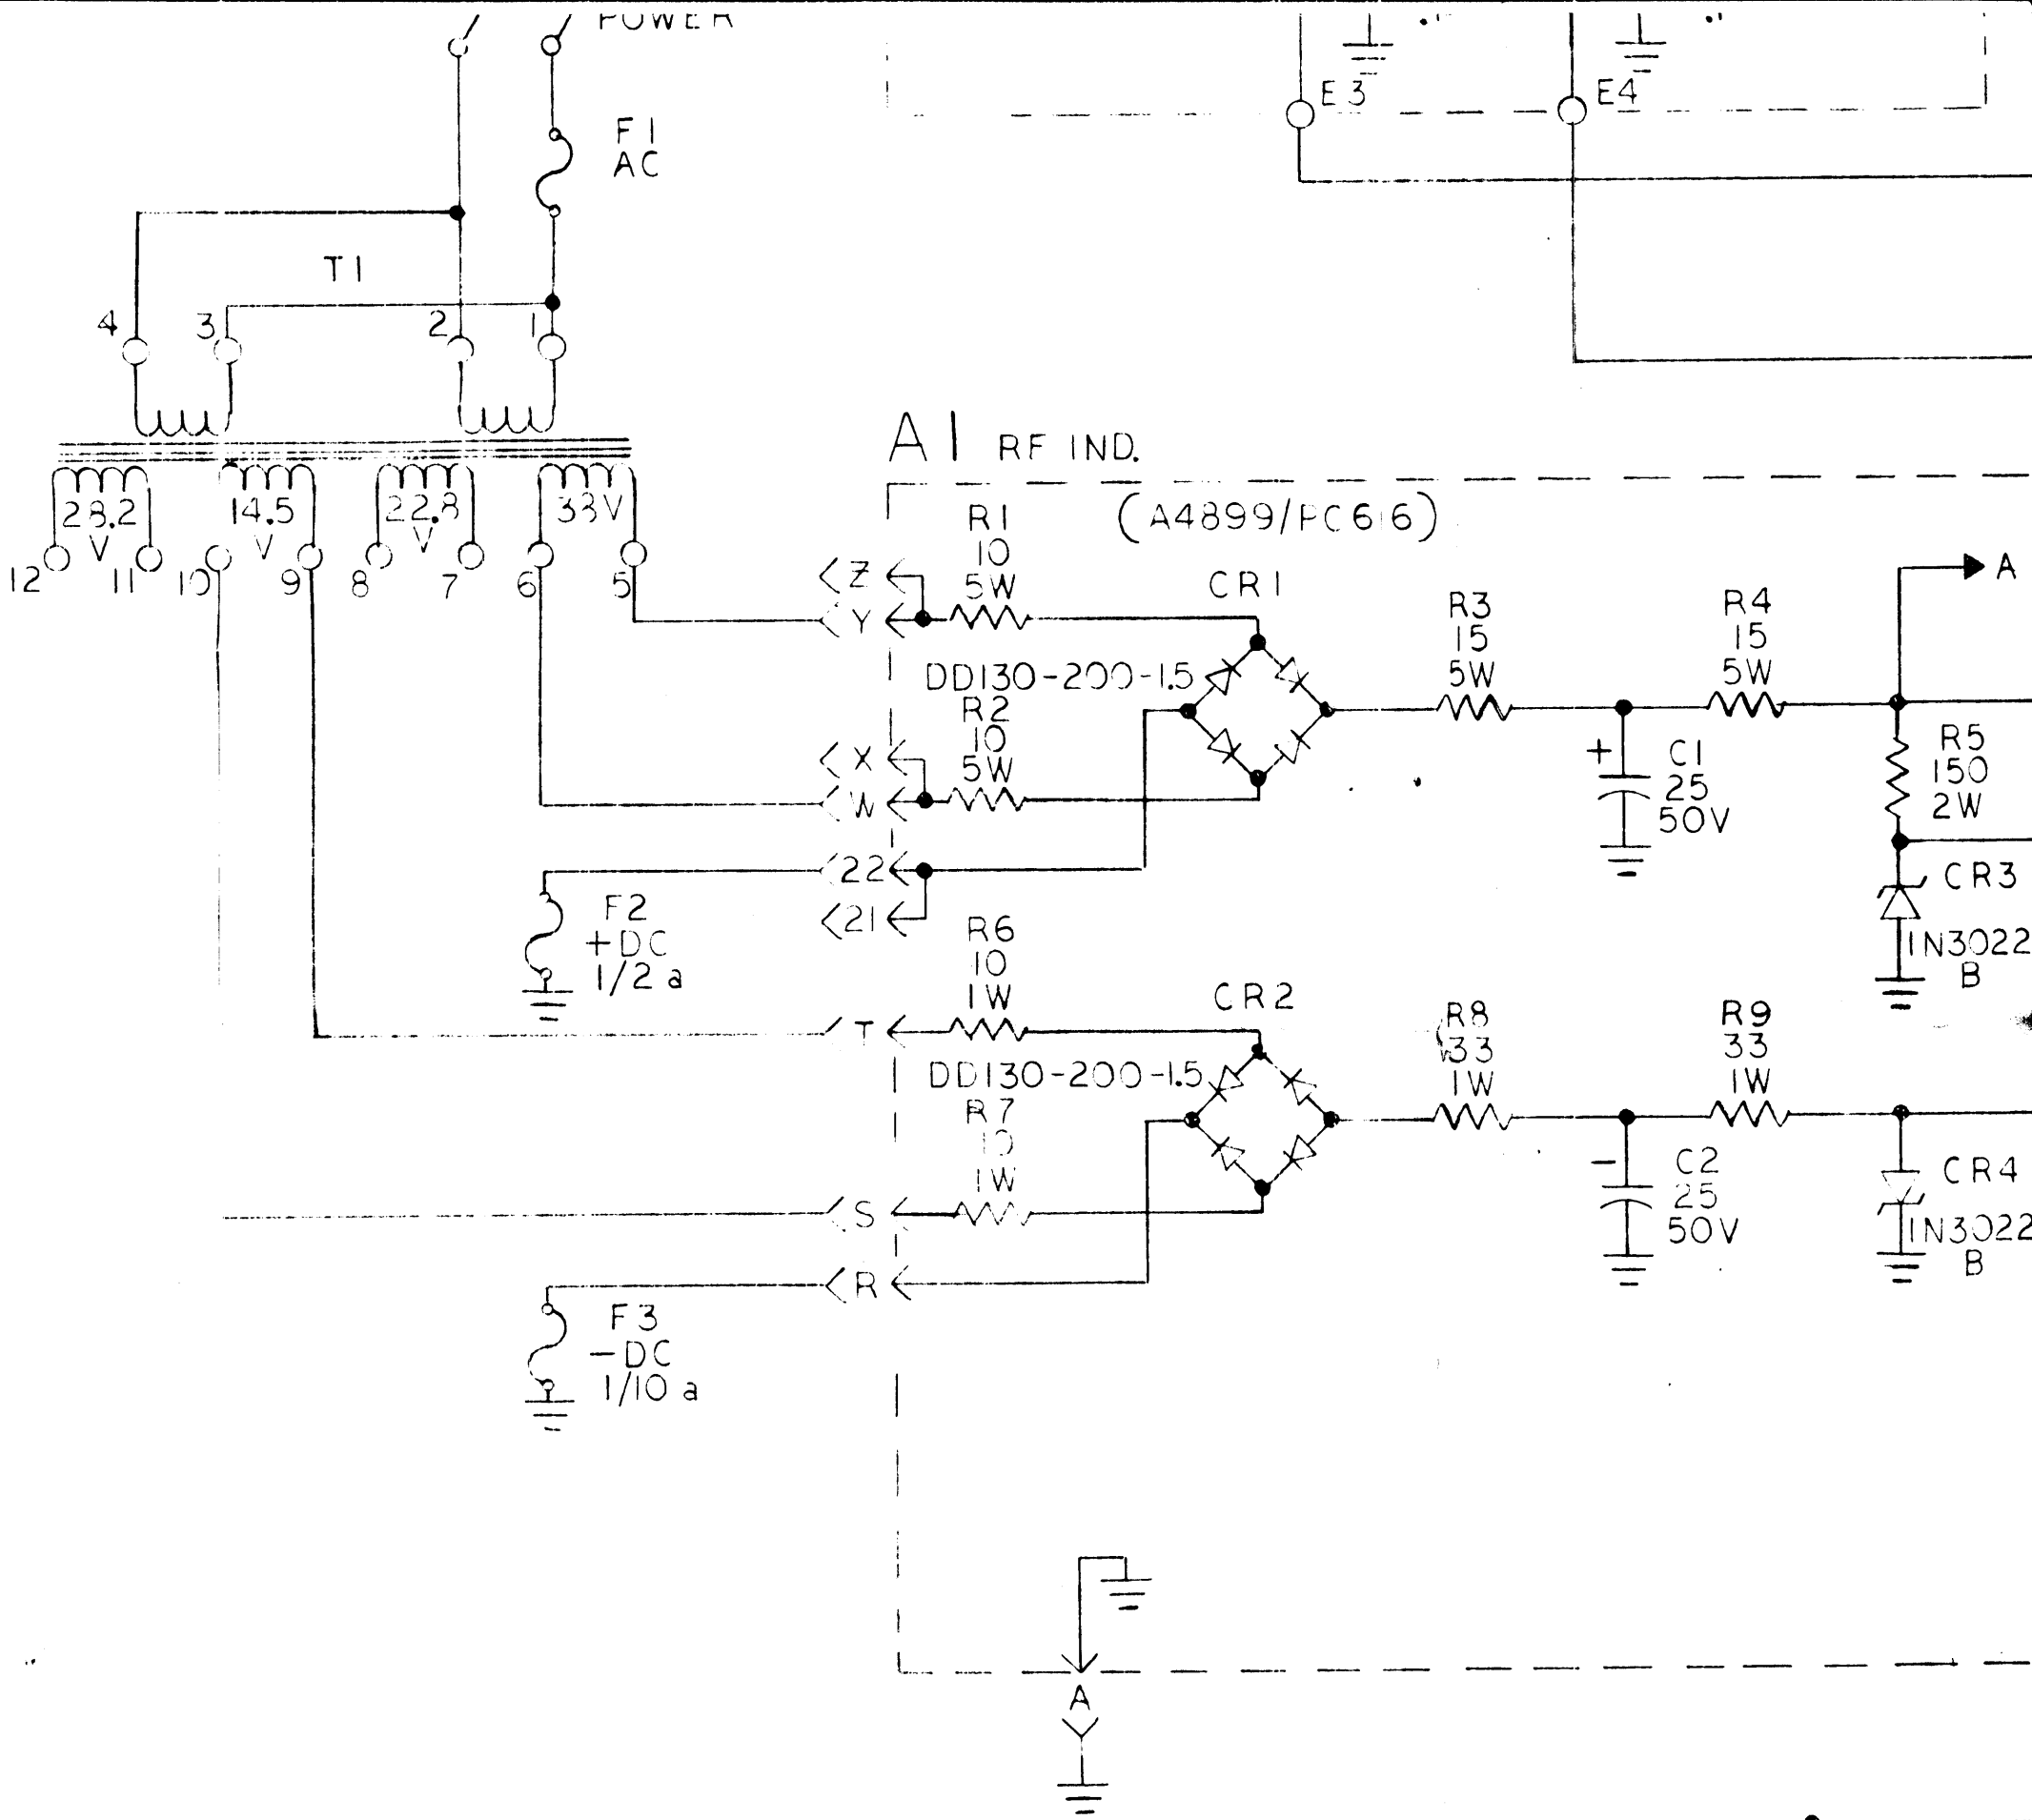 POWER
E3
E4
F1
AC
T1
4
3
2
1
A1 RF IND.
(A4899/PC616)
28.2
V
14.5
V
22.8
V
33V
12
11
10
9
8
7
6
5
R1
10
5W
Z
Y
CR1
DD130-200-1.5
R2
10
5W
X
W
22
21
R3
15
5W
R4
15
5W
A
+
C1
25
50V
R5
150
2W
CR3
1N3022
B
F2
+DC
1/2 a
R6
10
1W
T
CR2
DD130-200-1.5
R7
10
1W
S
R
R8
33
1W
R9
33
1W
−
C2
25
50V
CR4
1N3022
B
F3
−DC
1/10 a
A